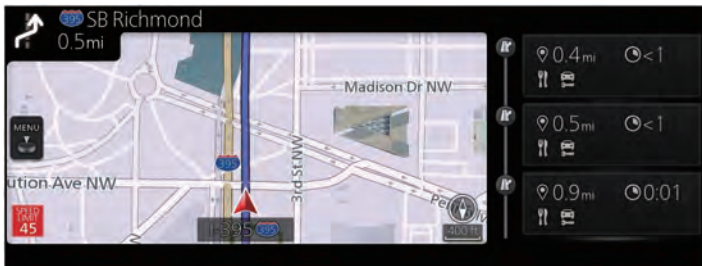 395 SB Richmond
0.5mi
Madison Dr NW
MENU
395
3rd St NW
ution Ave NW
SPEED
LIMIT
45
I-395 395
400 ft
0.4mi <1
0.5mi <1
0.9mi 0:01